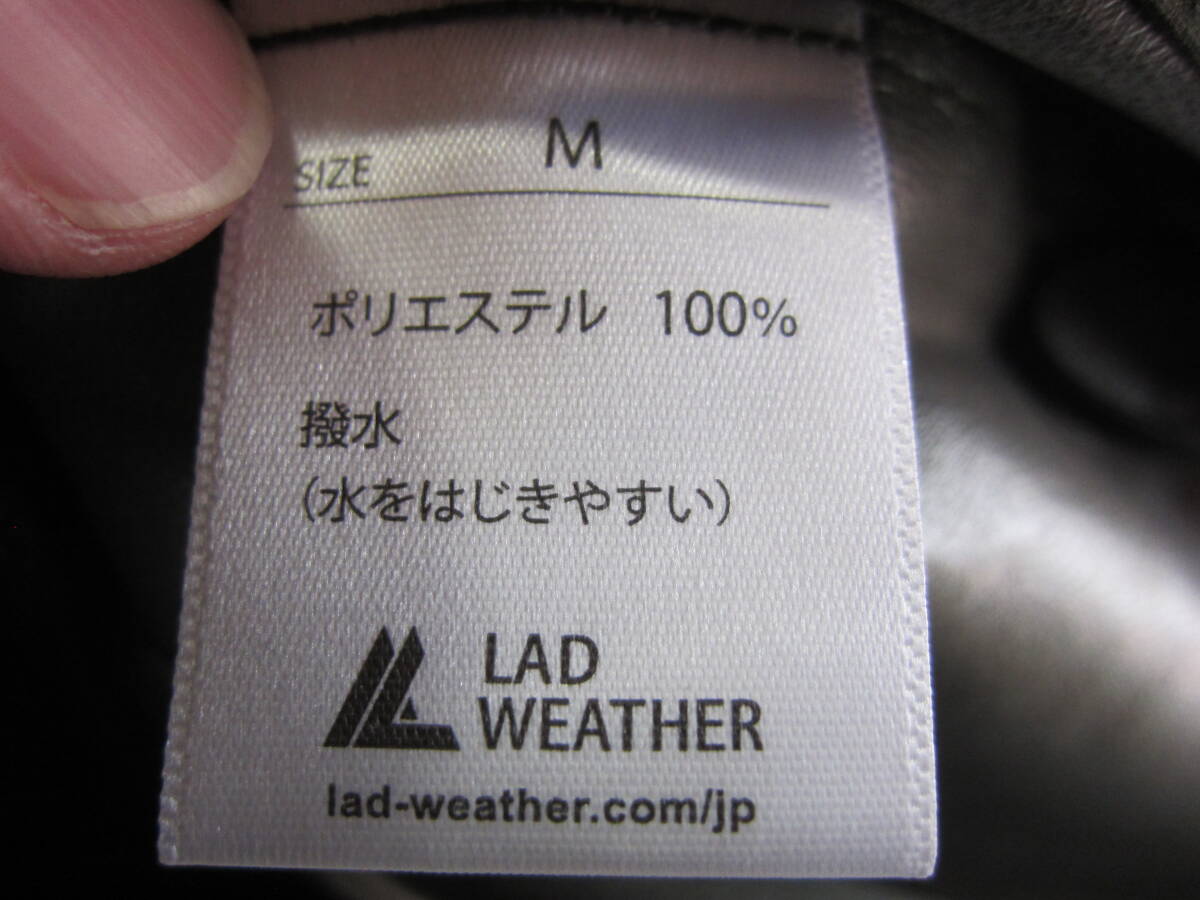 SIZE M
ポリエステル 100%
撥水
(水をはじきやすい)
LAD
WEATHER
lad-weather.com/jp